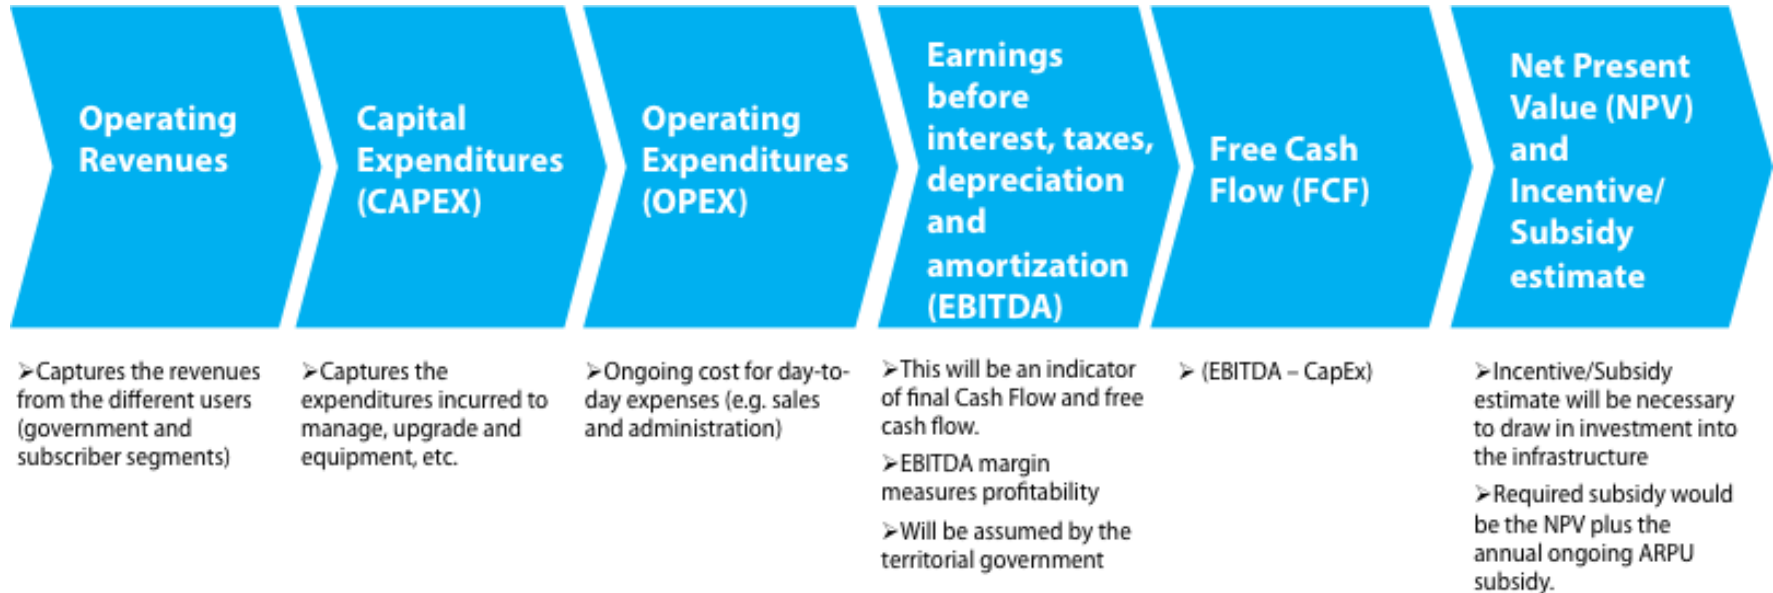 Operating
Revenues
Capital
Expenditures
(CAPEX)
Operating
Expenditures
(OPEX)
Earnings
before
interest, taxes,
depreciation
and
amortization
(EBITDA)
Free Cash
Flow (FCF)
Net Present
Value (NPV)
and
Incentive/
Subsidy
estimate
➢Captures the revenues
from the different users
(government and
subscriber segments)
➢Captures the
expenditures incurred to
manage, upgrade and
equipment, etc.
➢Ongoing cost for day-to-
day expenses (e.g. sales
and administration)
➢This will be an indicator
of final Cash Flow and free
cash flow.
➢EBITDA margin
measures profitability
➢Will be assumed by the
territorial government
➢ (EBITDA – CapEx)
➢Incentive/Subsidy
estimate will be necessary
to draw in investment into
the infrastructure
➢Required subsidy would
be the NPV plus the
annual ongoing ARPU
subsidy.